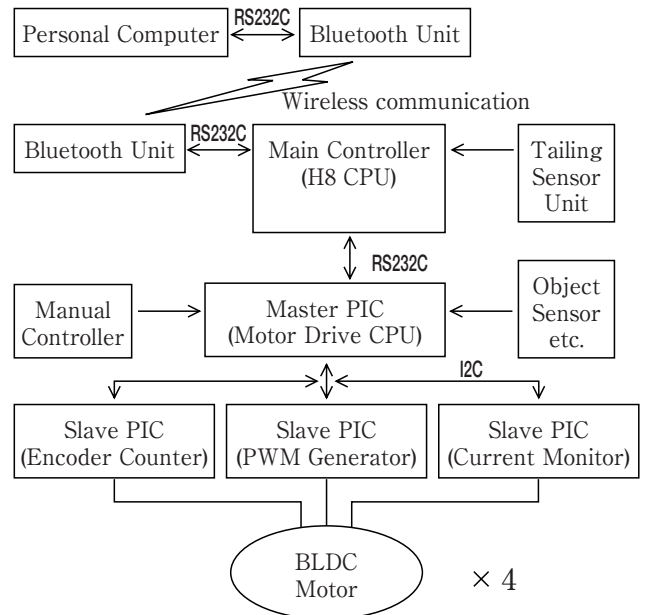 RS232C
Personal Computer
Bluetooth Unit
Wireless communication
Bluetooth Unit
RS232C
Main Controller
(H8 CPU)
Tailing
Sensor
Unit
RS232C
Manual
Controller
Master PIC
(Motor Drive CPU)
Object
Sensor
etc.
I2C
Slave PIC
(Encoder Counter)
Slave PIC
(PWM Generator)
Slave PIC
(Current Monitor)
BLDC
Motor
× 4